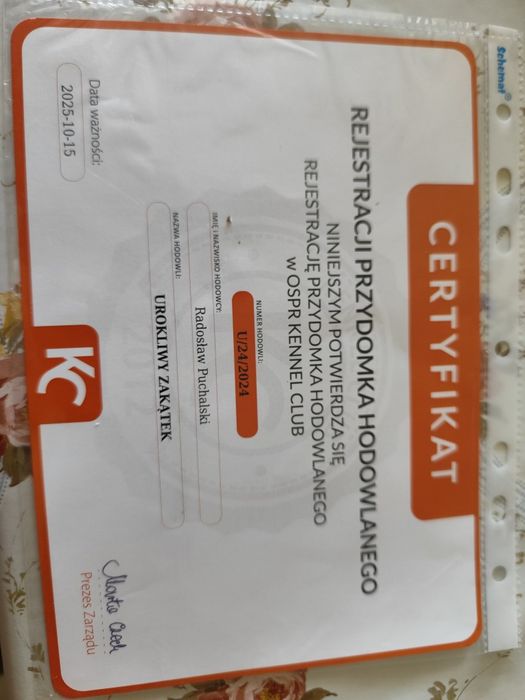 CERTYFIKAT
REJESTRACJI PRZYDOMKA HODOWLANEGO
NINIEJSZYM POTWIERDZA SIĘ
REJESTRACJĘ PRZYDOMKA HODOWLANEGO
W OSPR KENNEL CLUB
NUMER HODOWLI:
U/24/2024
IMIĘ I NAZWISKO HODOWCY:
Radosław Puchalski
NAZWA HODOWLI:
UROKLIWY ZAKĄTEK
Data ważności:
2025-10-15
KC
Prezes Zarządu
Schemat®